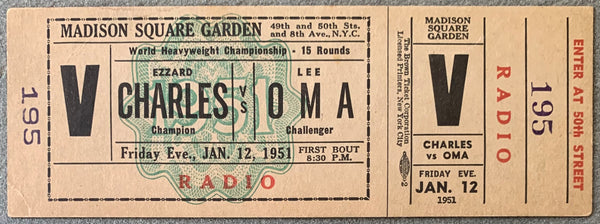 195
MADISON SQUARE GARDEN
49th and 50th Sts.
and 8th Ave., N.Y.C.
World Heavyweight Championship - 15 Rounds
V
EZZARD
CHARLES
Champion
VS
LEE
OMA
Challenger
Friday Eve., JAN. 12, 1951
FIRST BOUT
8:30 P.M.
RADIO
1951
The Brown Ticket Corporation
Licensed Printers, New York City
2
MADISON
SQUARE
GARDEN
V
CHARLES
vs OMA
FRIDAY EVE.
JAN. 12
1951
RADIO
195
ENTER AT 50th STREET